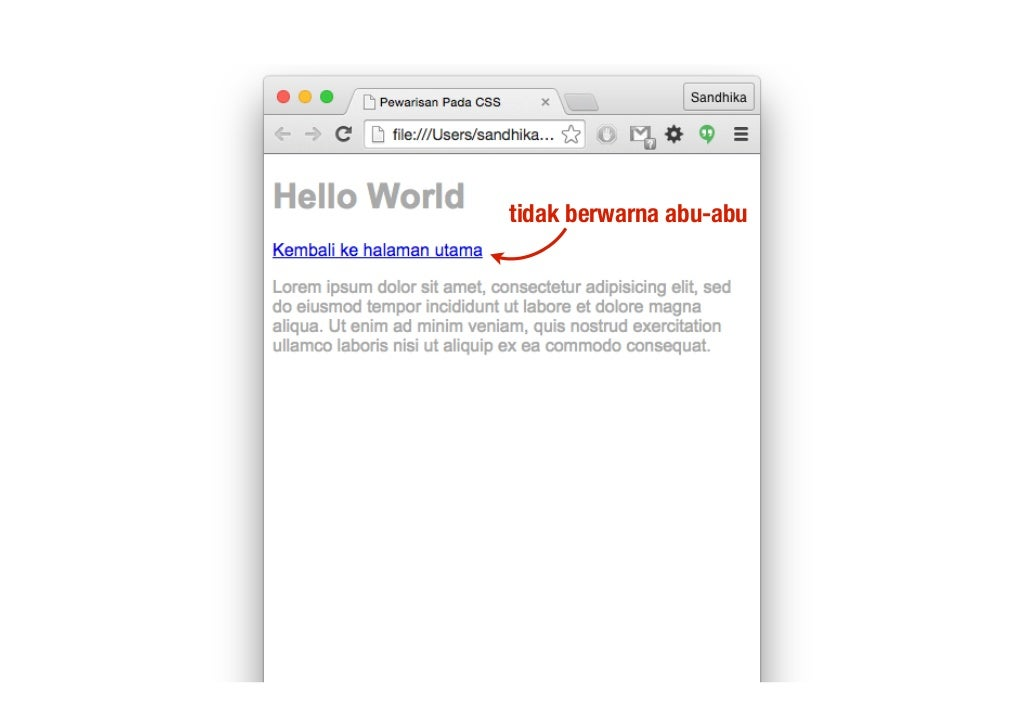 Pewarisan Pada CSS
Sandhika
file:///Users/sandhika...
Hello World
tidak berwarna abu-abu
Kembali ke halaman utama
Lorem ipsum dolor sit amet, consectetur adipisicing elit, sed
do eiusmod tempor incididunt ut labore et dolore magna
aliqua. Ut enim ad minim veniam, quis nostrud exercitation
ullamco laboris nisi ut aliquip ex ea commodo consequat.